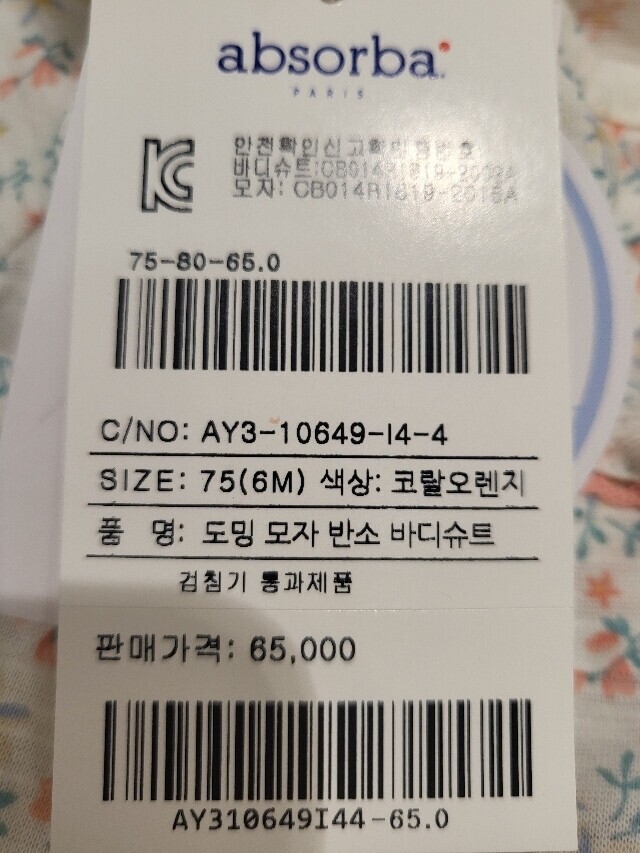 absorba
PARIS
안전확인신고확인증번호
바디슈트:CB014R1819-2009A
모자: CB014R1819-2018A
75-80-65.0
C/NO: AY3-10649-I4-4
SIZE: 75(6M) 색상: 코랄오렌지
품 명: 도밍 모자 반소 바디슈트
검침기 통과제품
판매가격: 65,000
AY310649I44-65.0